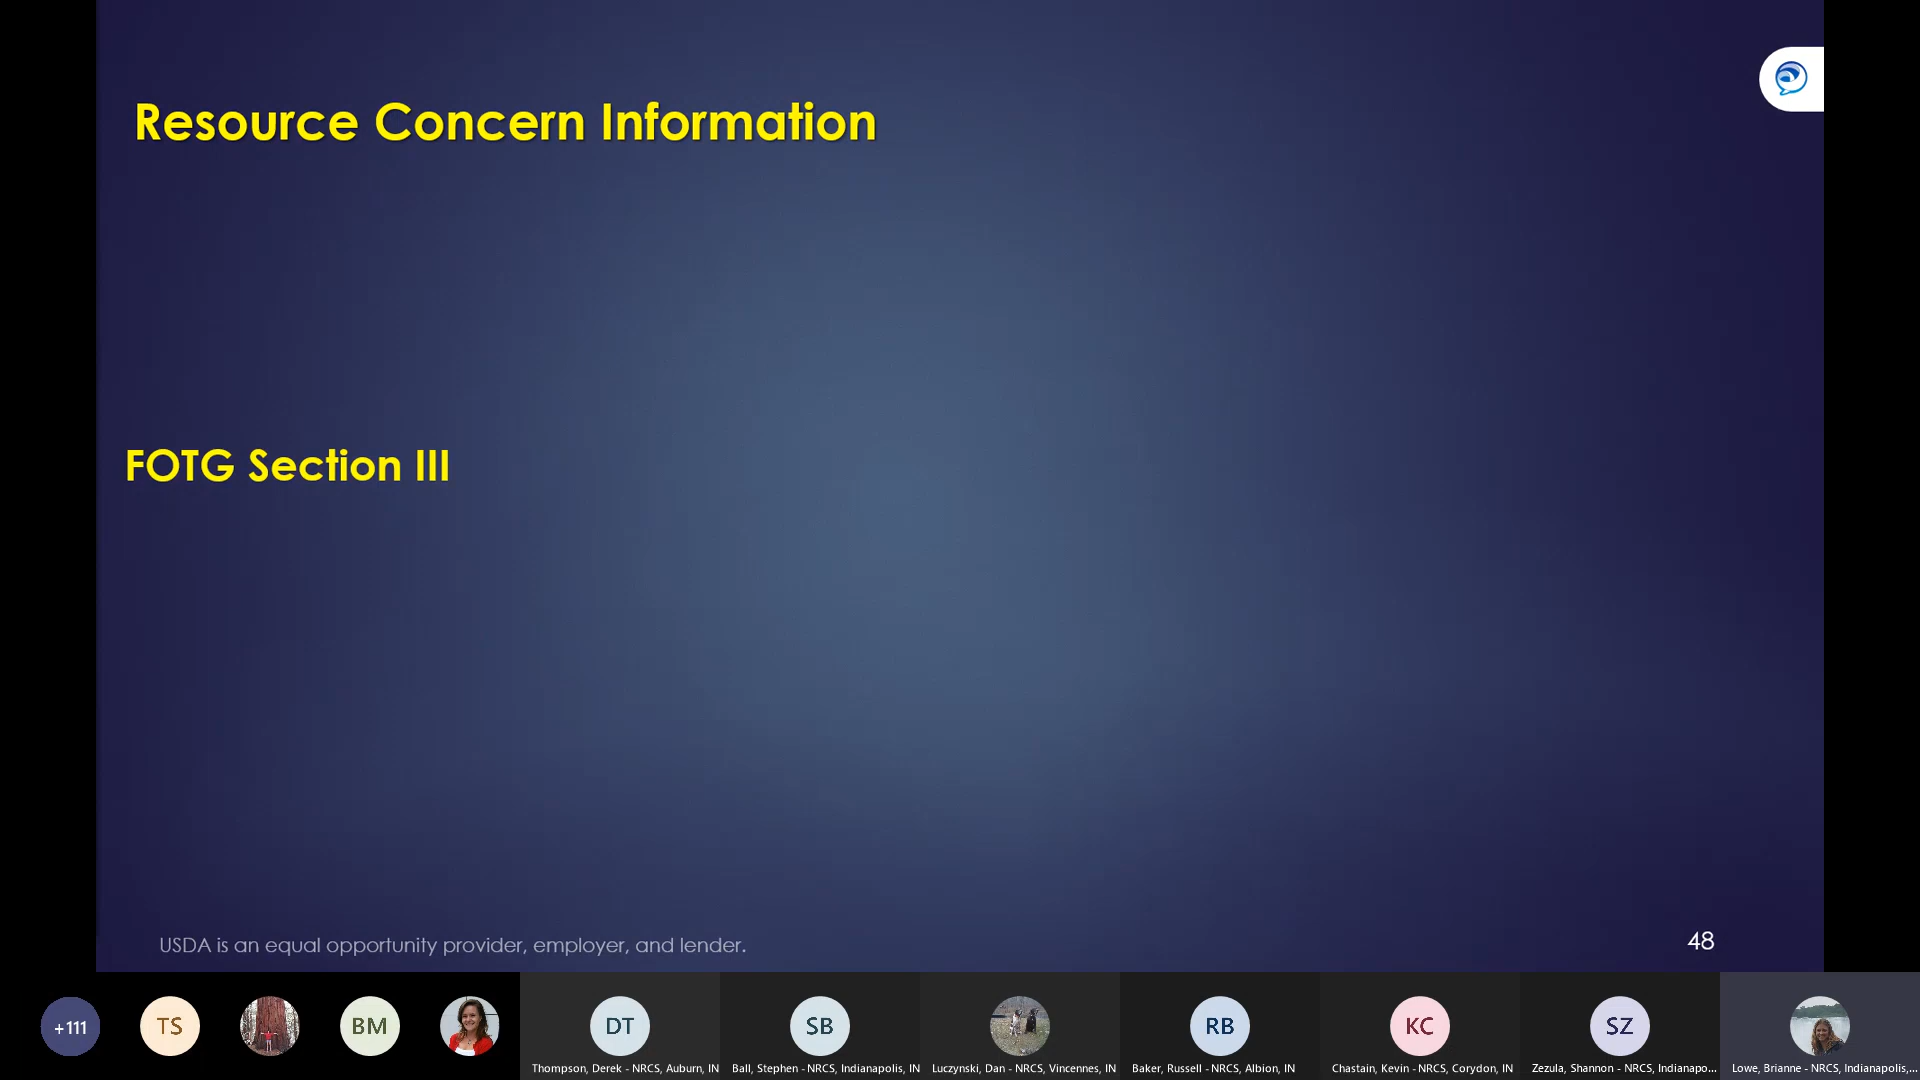 Resource Concern Information
FOTG Section III
USDA is an equal opportunity provider, employer, and lender.
48
+111
TS
BM
DT
SB
RB
KC
SZ
Thompson, Derek - NRCS, Auburn, IN
Ball, Stephen - NRCS, Indianapolis, IN
Luczynski, Dan - NRCS, Vincennes, IN
Baker, Russell - NRCS, Albion, IN
Chastain, Kevin - NRCS, Corydon, IN
Zezula, Shannon - NRCS, Indianapo...
Lowe, Brianne - NRCS, Indianapolis,...